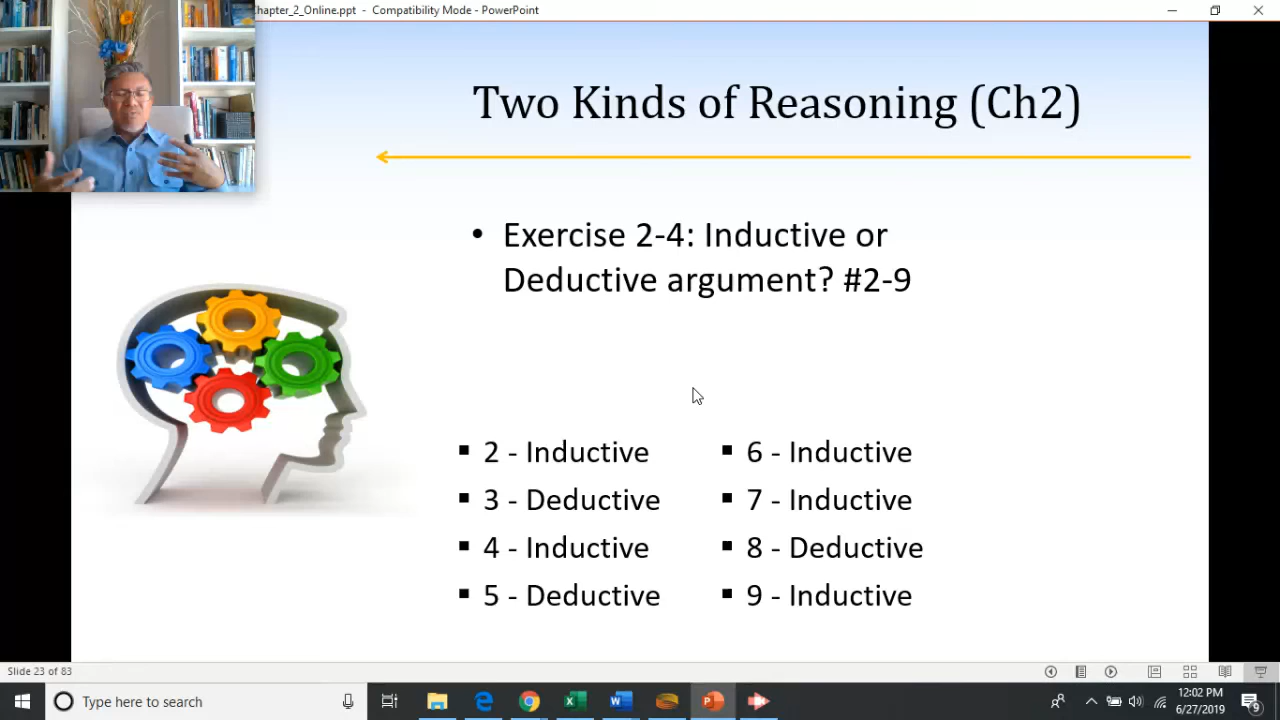 hapter_2_Online.ppt - Compatibility Mode - PowerPoint
Two Kinds of Reasoning (Ch2)
• Exercise 2-4: Inductive or
Deductive argument? #2-9
▪ 2 - Inductive
▪ 3 - Deductive
▪ 4 - Inductive
▪ 5 - Deductive
▪ 6 - Inductive
▪ 7 - Inductive
▪ 8 - Deductive
▪ 9 - Inductive
Slide 23 of 83
Type here to search
12:02 PM
6/27/2019
9